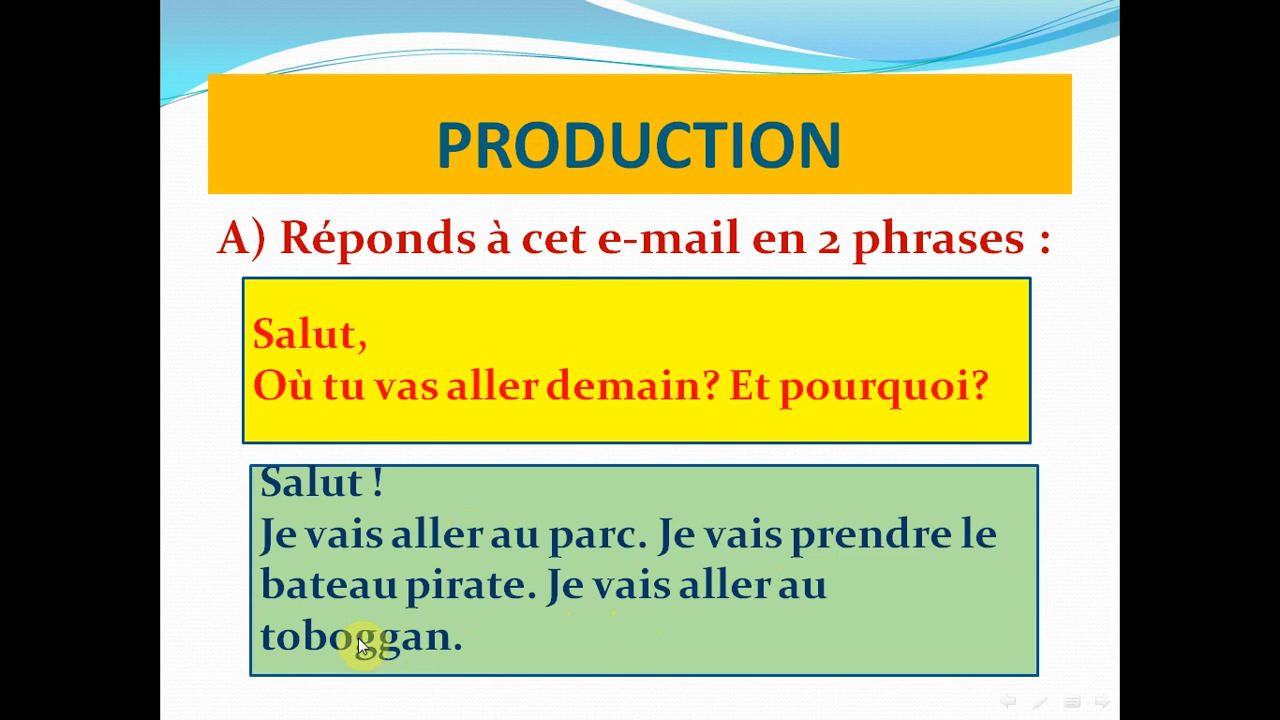 PRODUCTION
A) Réponds à cet e-mail en 2 phrases :
Salut,
Où tu vas aller demain? Et pourquoi?
Salut !
Je vais aller au parc. Je vais prendre le
bateau pirate. Je vais aller au
toboggan.